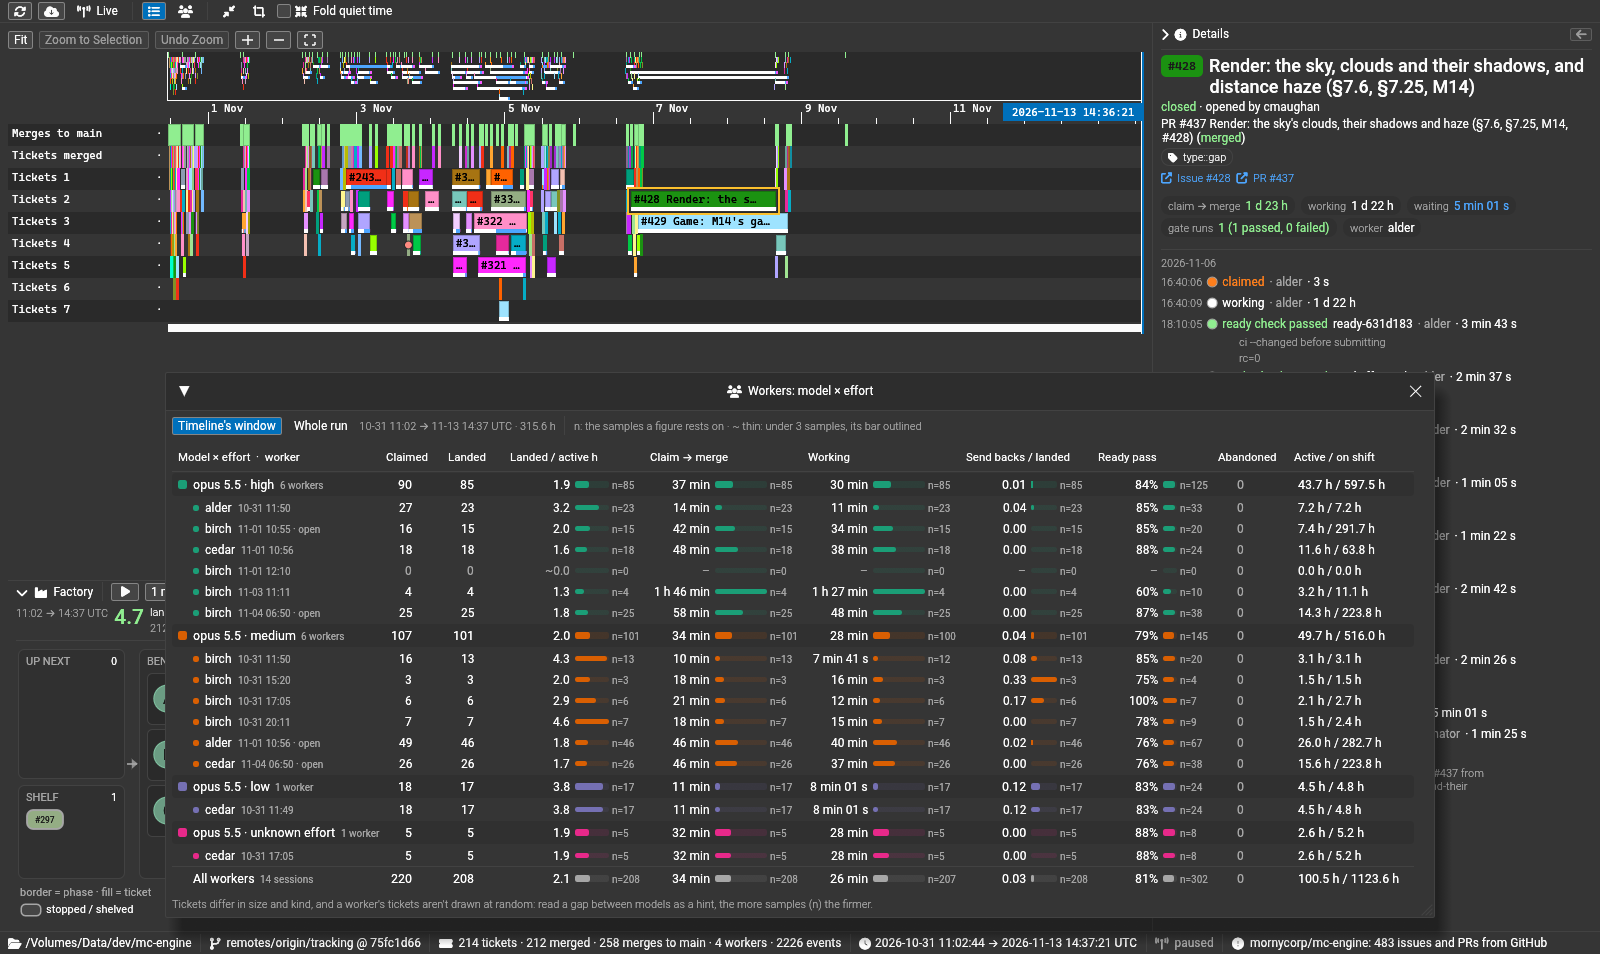 Live
Fold quiet time
Fit
Zoom to Selection
Undo Zoom
1 Nov
3 Nov
5 Nov
7 Nov
9 Nov
11 Nov
2026-11-13 14:36:21
Merges to main
Tickets merged
Tickets 1
#243…
#3…
#…
Tickets 2
#33…
#428 Render: the s…
Tickets 3
#322 …
#429 Game: M14's ga…
Tickets 4
#3…
Tickets 5
#321 …
Tickets 6
Tickets 7
Details
#428 Render: the sky, clouds and their shadows, and
distance haze (§7.6, §7.25, M14)
closed · opened by cmaughan
PR #437 Render: the sky's clouds, their shadows and haze (§7.6, §7.25, M14,
#428) (merged)
type::gap
Issue #428 PR #437
claim → merge 1 d 23 h working 1 d 22 h waiting 5 min 01 s
gate runs 1 (1 passed, 0 failed) worker alder
2026-11-06
16:40:06 claimed · alder · 3 s
16:40:09 working · alder · 1 d 22 h
18:10:05 ready check passed ready-631d183 · alder · 3 min 43 s
ci --changed before submitting
rc=0
der · 2 min 37 s
der · 2 min 32 s
der · 1 min 05 s
der · 1 min 22 s
der · 2 min 42 s
der · 2 min 26 s
5 min 01 s
nator · 1 min 25 s
#437 from
d-their
Workers: model × effort
Timeline's window Whole run 10-31 11:02 → 11-13 14:37 UTC · 315.6 h n: the samples a figure rests on · ~ thin: under 3 samples, its bar outlined
Model × effort · worker Claimed Landed Landed / active h Claim → merge Working Send backs / landed Ready pass Abandoned Active / on shift
opus 5.5 · high 6 workers 90 85 1.9 n=85 37 min n=85 30 min n=85 0.01 n=85 84% n=125 0 43.7 h / 597.5 h
alder 10-31 11:50 27 23 3.2 n=23 14 min n=23 11 min n=23 0.04 n=23 85% n=33 0 7.2 h / 7.2 h
birch 11-01 10:55 · open 16 15 2.0 n=15 42 min n=15 34 min n=15 0.00 n=15 85% n=20 0 7.4 h / 291.7 h
cedar 11-01 10:56 18 18 1.6 n=18 48 min n=18 38 min n=18 0.00 n=18 88% n=24 0 11.6 h / 63.8 h
birch 11-01 12:10 0 0 ~0.0 n=0 – n=0 – n=0 – n=0 – n=0 0 0.0 h / 0.0 h
birch 11-03 11:11 4 4 1.3 n=4 1 h 46 min n=4 1 h 27 min n=4 0.00 n=4 60% n=10 0 3.2 h / 11.1 h
birch 11-04 06:50 · open 25 25 1.8 n=25 58 min n=25 48 min n=25 0.00 n=25 87% n=38 0 14.3 h / 223.8 h
opus 5.5 · medium 6 workers 107 101 2.0 n=101 34 min n=101 28 min n=100 0.04 n=101 79% n=145 0 49.7 h / 516.0 h
birch 10-31 11:50 16 13 4.3 n=13 10 min n=13 7 min 41 s n=12 0.08 n=13 85% n=20 0 3.1 h / 3.1 h
birch 10-31 15:20 3 3 2.0 n=3 18 min n=3 16 min n=3 0.33 n=3 75% n=4 0 1.5 h / 1.5 h
birch 10-31 17:05 6 6 2.9 n=6 21 min n=6 12 min n=6 0.17 n=6 100% n=7 0 2.1 h / 2.7 h
birch 10-31 20:11 7 7 4.6 n=7 18 min n=7 15 min n=7 0.00 n=7 78% n=9 0 1.5 h / 2.4 h
alder 11-01 10:56 · open 49 46 1.8 n=46 46 min n=46 40 min n=46 0.02 n=46 76% n=67 0 26.0 h / 282.7 h
cedar 11-04 06:50 · open 26 26 1.7 n=26 46 min n=26 37 min n=26 0.00 n=26 76% n=38 0 15.6 h / 223.8 h
opus 5.5 · low 1 worker 18 17 3.8 n=17 11 min n=17 8 min 01 s n=17 0.12 n=17 83% n=24 0 4.5 h / 4.8 h
cedar 10-31 11:49 18 17 3.8 n=17 11 min n=17 8 min 01 s n=17 0.12 n=17 83% n=24 0 4.5 h / 4.8 h
opus 5.5 · unknown effort 1 worker 5 5 1.9 n=5 32 min n=5 28 min n=5 0.00 n=5 88% n=8 0 2.6 h / 5.2 h
cedar 10-31 17:05 5 5 1.9 n=5 32 min n=5 28 min n=5 0.00 n=5 88% n=8 0 2.6 h / 5.2 h
All workers 14 sessions 220 208 2.1 n=208 34 min n=208 26 min n=207 0.03 n=208 81% n=302 0 100.5 h / 1123.6 h
Tickets differ in size and kind, and a worker's tickets aren't drawn at random: read a gap between models as a hint, the more samples (n) the firmer.
Factory
11:02 → 14:37 UTC 4.7 lan
212
UP NEXT 0
BEN
SHELF 1
#297
border = phase · fill = ticket
stopped / shelved
/Volumes/Data/dev/mc-engine remotes/origin/tracking @ 75fc1d66 214 tickets · 212 merged · 258 merges to main · 4 workers · 2226 events 2026-10-31 11:02:44 → 2026-11-13 14:37:21 UTC paused mornycorp/mc-engine: 483 issues and PRs from GitHub